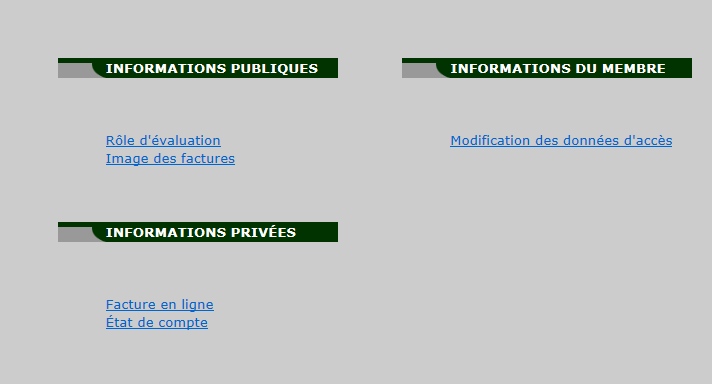 INFORMATIONS PUBLIQUES
Rôle d'évaluation
Image des factures
INFORMATIONS DU MEMBRE
Modification des données d'accès
INFORMATIONS PRIVÉES
Facture en ligne
État de compte